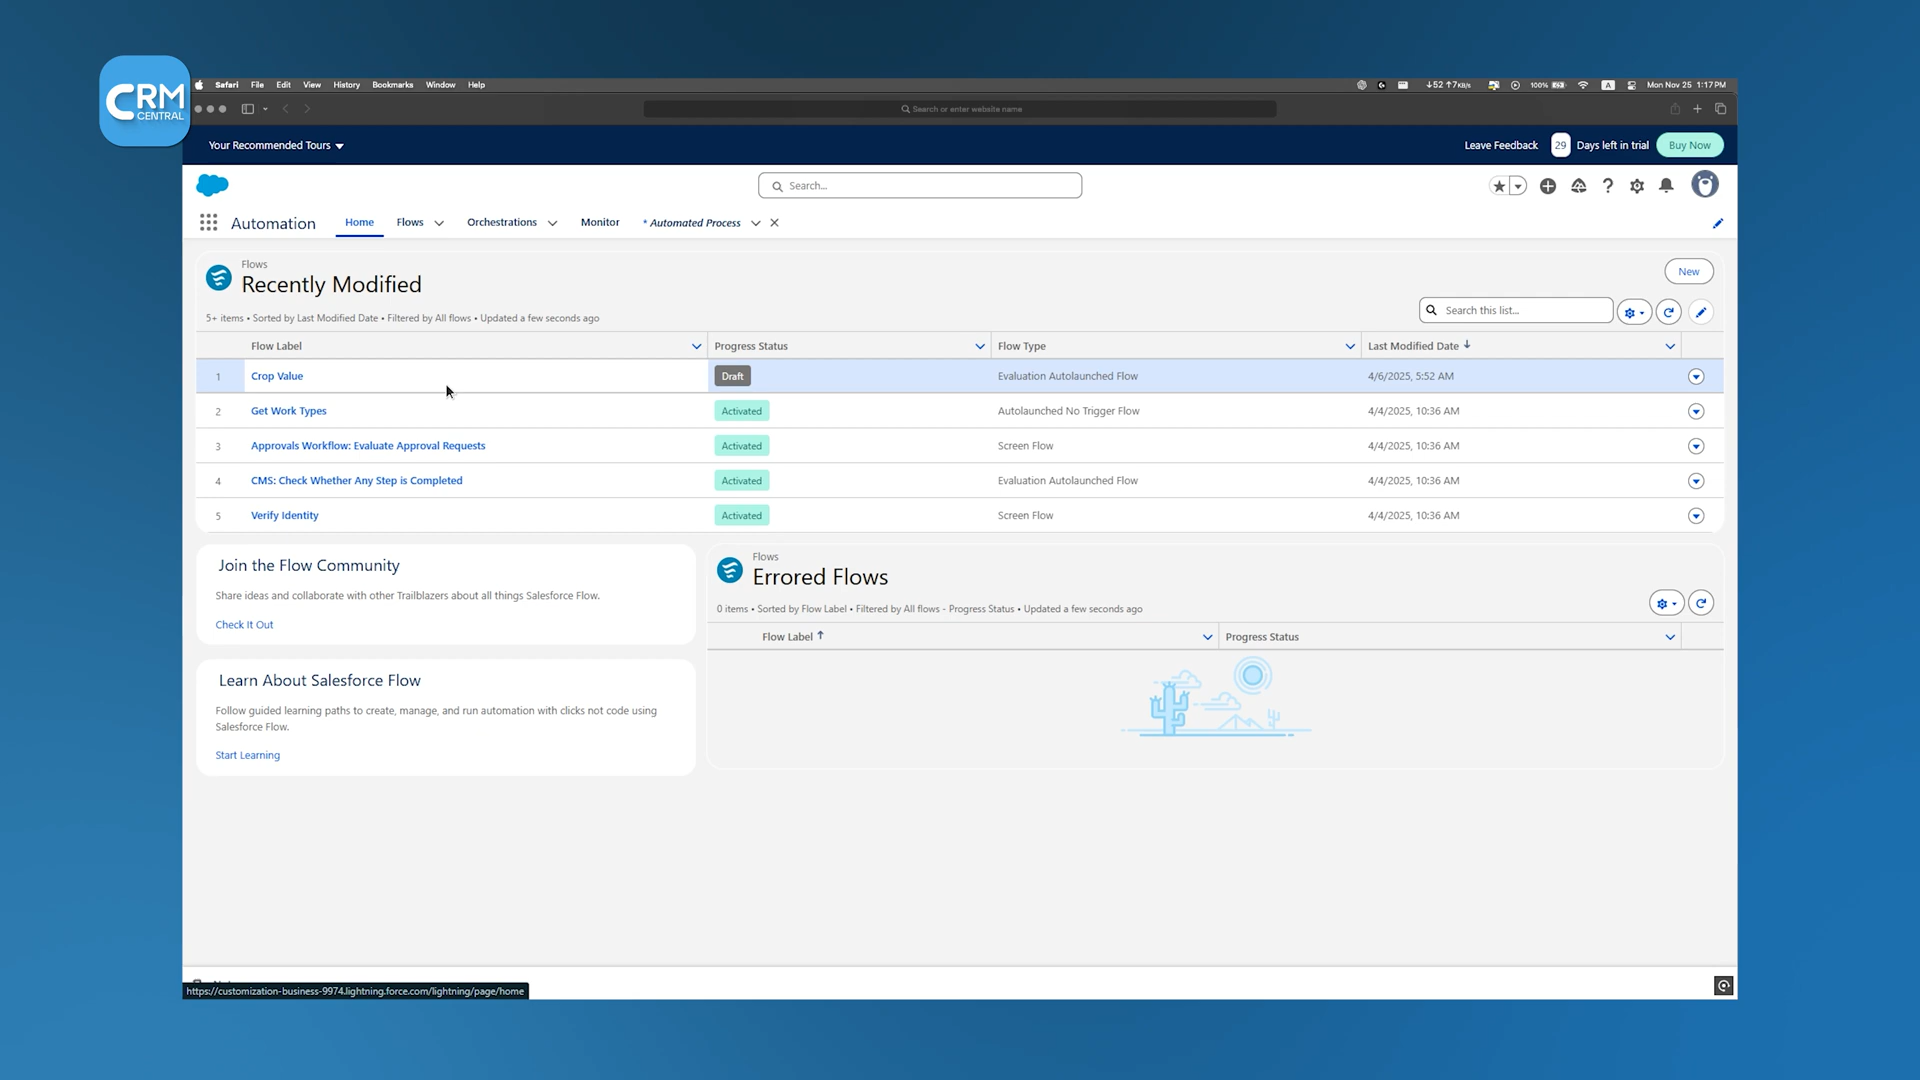 CRM
CENTRAL
Safari File Edit View History Bookmarks Window Help
↓52 ↑7KB/s 100% A Mon Nov 25 1:17PM
Search or enter website name
Your Recommended Tours
Leave Feedback 29 Days left in trial Buy Now
Search...
Automation Home Flows Orchestrations Monitor * Automated Process
Flows
Recently Modified
New
5+ items • Sorted by Last Modified Date • Filtered by All flows • Updated a few seconds ago
Search this list...
Flow Label Progress Status Flow Type Last Modified Date ↓
1 Crop Value Draft Evaluation Autolaunched Flow 4/6/2025, 5:52 AM
2 Get Work Types Activated Autolaunched No Trigger Flow 4/4/2025, 10:36 AM
3 Approvals Workflow: Evaluate Approval Requests Activated Screen Flow 4/4/2025, 10:36 AM
4 CMS: Check Whether Any Step is Completed Activated Evaluation Autolaunched Flow 4/4/2025, 10:36 AM
5 Verify Identity Activated Screen Flow 4/4/2025, 10:36 AM
Join the Flow Community
Share ideas and collaborate with other Trailblazers about all things Salesforce Flow.
Check It Out
Learn About Salesforce Flow
Follow guided learning paths to create, manage, and run automation with clicks not code using
Salesforce Flow.
Start Learning
Flows
Errored Flows
0 items • Sorted by Flow Label • Filtered by All flows - Progress Status • Updated a few seconds ago
Flow Label ↑ Progress Status
https://customization-business-9974.lightning.force.com/lightning/page/home